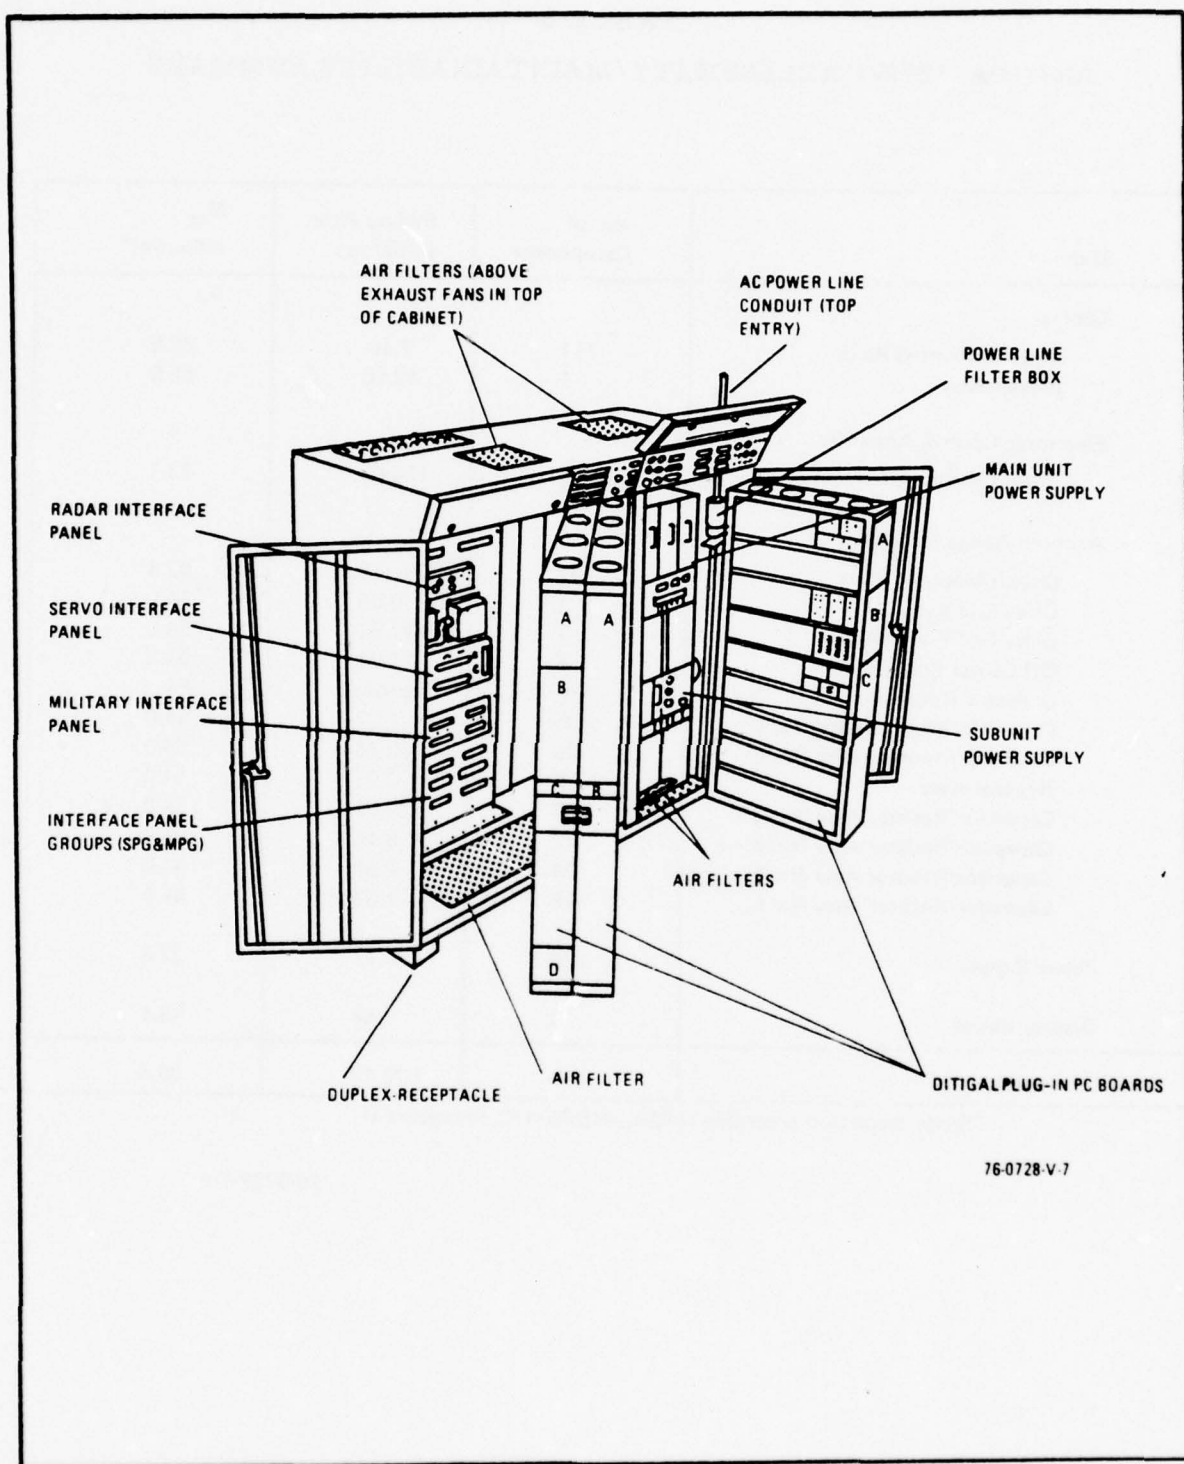 AIR FILTERS (ABOVE
EXHAUST FANS IN TOP
OF CABINET)
AC POWER LINE
CONDUIT (TOP
ENTRY)
POWER LINE
FILTER BOX
MAIN UNIT
POWER SUPPLY
RADAR INTERFACE
PANEL
SERVO INTERFACE
PANEL
MILITARY INTERFACE
PANEL
INTERFACE PANEL
GROUPS (SPG&MPG)
A
A
B
C
B
D
A
B
C
SUBUNIT
POWER SUPPLY
AIR FILTERS
AIR FILTER
DUPLEX-RECEPTACLE
DITIGAL PLUG-IN PC BOARDS
76-0728-V-7